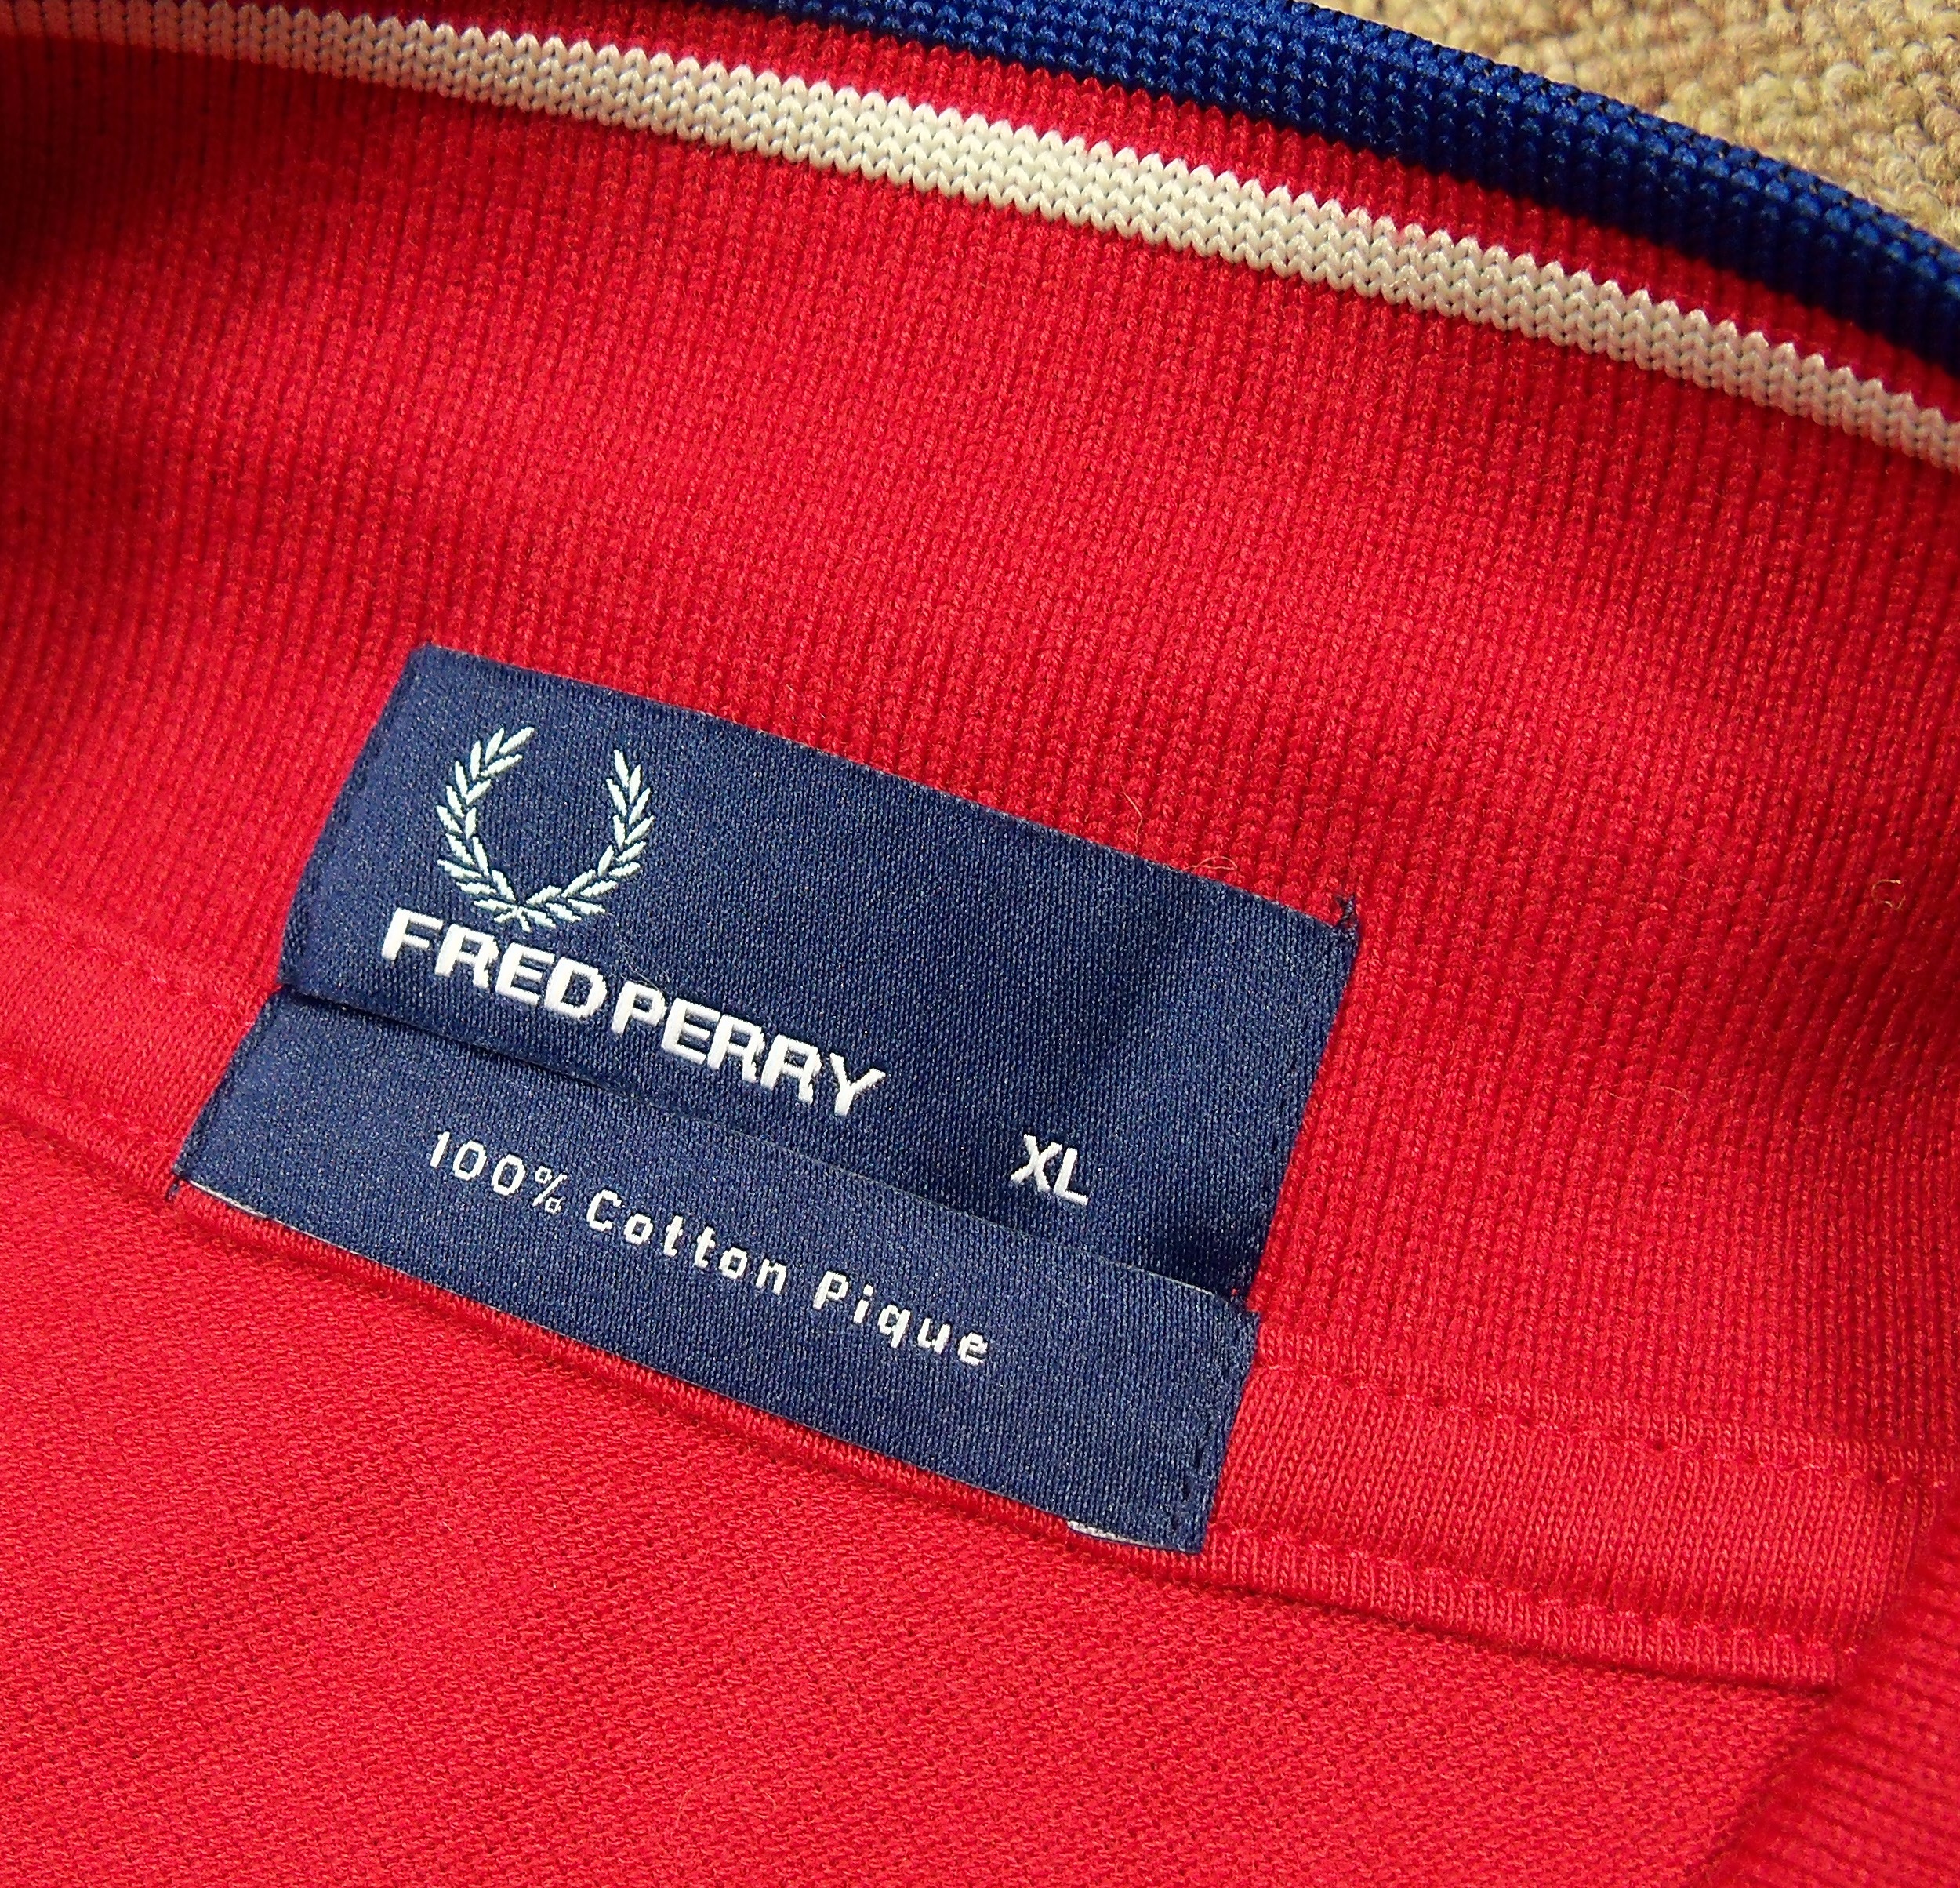 FRED PERRY
XL
100% Cotton Pique